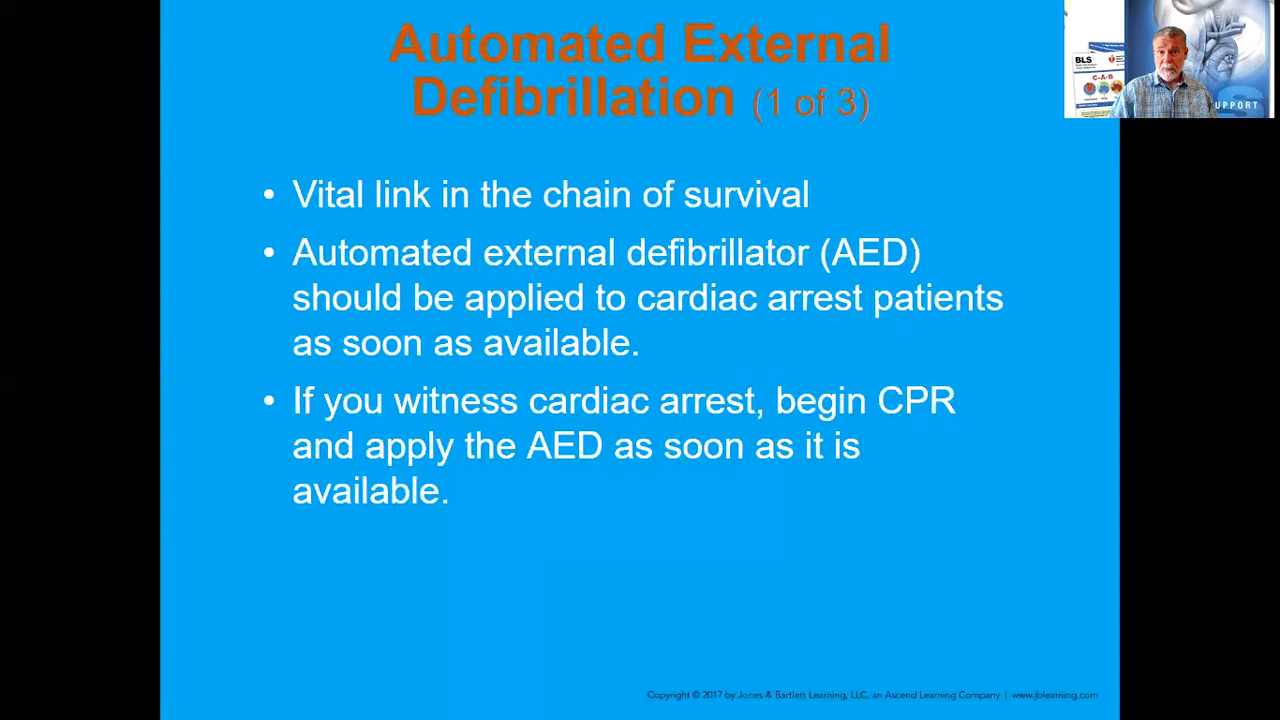 Automated External
Defibrillation (1 of 3)
• Vital link in the chain of survival
• Automated external defibrillator (AED)
should be applied to cardiac arrest patients
as soon as available.
• If you witness cardiac arrest, begin CPR
and apply the AED as soon as it is
available.
BLS
C-A-B
UPPORT
Copyright © 2017 by Jones & Bartlett Learning, LLC, an Ascend Learning Company | www.jblearning.com